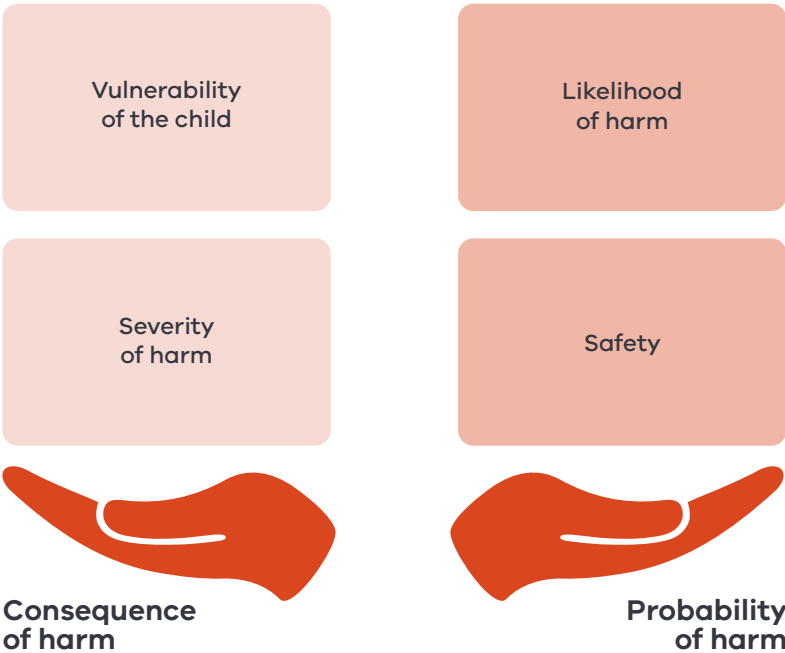 Vulnerability
of the child
Likelihood
of harm
Severity
of harm
Safety
Consequence
of harm
Probability
of harm